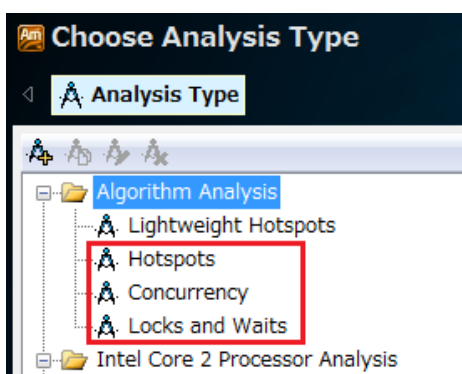 Am Choose Analysis Type
Analysis Type
Algorithm Analysis
Lightweight Hotspots
Hotspots
Concurrency
Locks and Waits
Intel Core 2 Processor Analysis